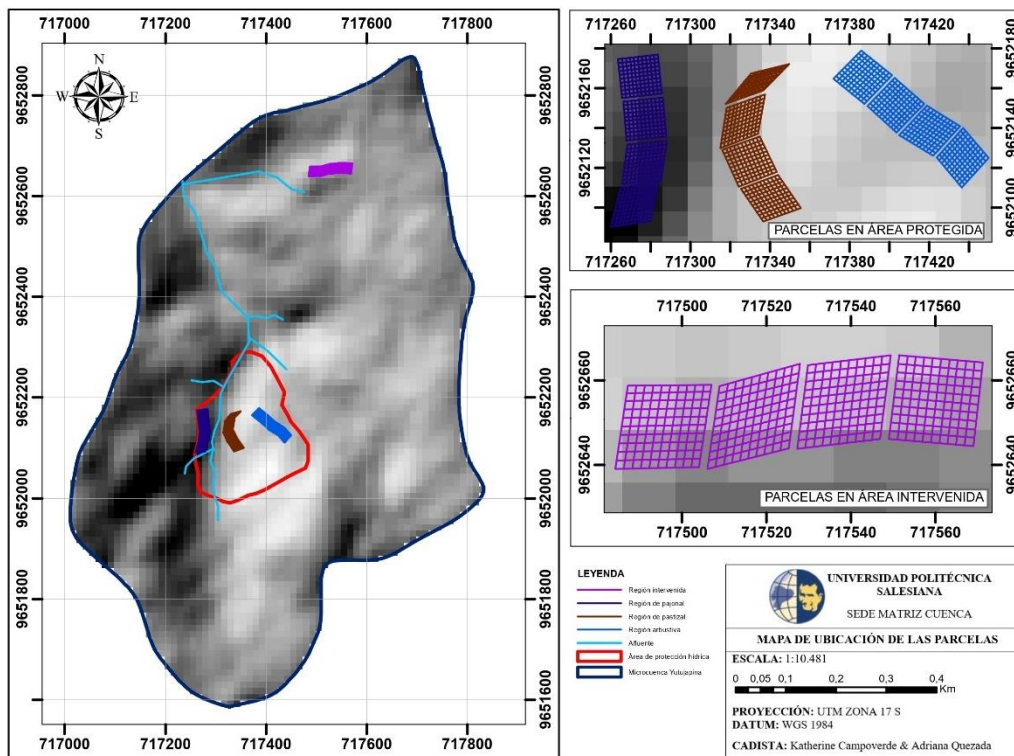 717000 717200 717400 717600 717800
9652800
9652600
9652400
9652200
9652000
9651800
9651600
N
W E
S
9652800
9652600
9652400
9652200
9652000
9651800
9651600
717000 717200 717400 717600 717800
717260 717300 717340 717380 717420
9652160
9652120
9652180
9652140
9652100
PARCELAS EN ÁREA PROTEGIDA
717260 717300 717340 717380 717420
717500 717520 717540 717560
9652660
9652640
9652660
9652640
PARCELAS EN ÁREA INTERVENIDA
717500 717520 717540 717560
LEYENDA
Región intervenida
Región de pajonal
Región de pastizal
Región arbustiva
Afluente
Área de protección hídrica
Microcuenca Yutujapina
UNIVERSIDAD POLITÉCNICA
SALESIANA
SEDE MATRIZ CUENCA
MAPA DE UBICACIÓN DE LAS PARCELAS
ESCALA: 1:10.481
0 0,05 0,1 0,2 0,3 0,4
Km
PROYECCIÓN: UTM ZONA 17 S
DATUM: WGS 1984
CADISTA: Katherine Campoverde & Adriana Quezada